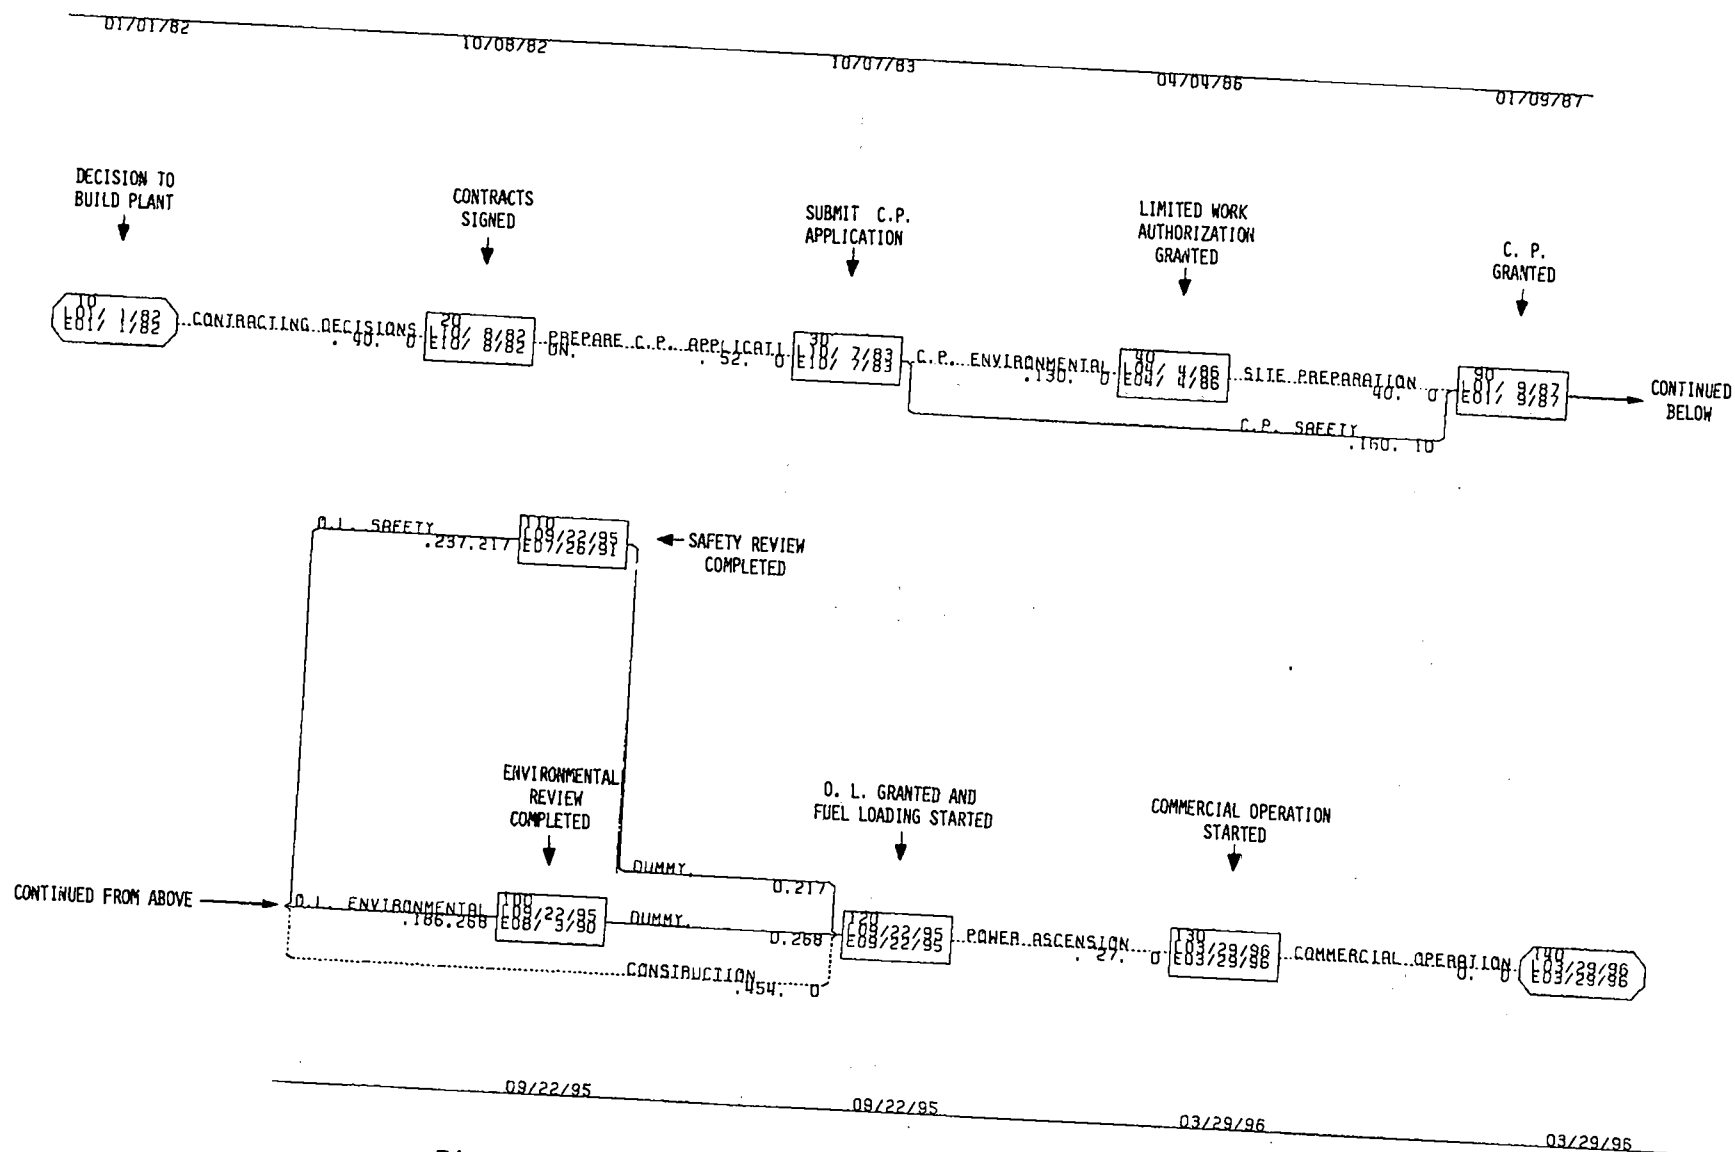 01/01/82
10/08/82
10/07/83
04/04/86
01/09/87
DECISION TO
BUILD PLANT
CONTRACTS
SIGNED
SUBMIT C.P.
APPLICATION
LIMITED WORK
AUTHORIZATION
GRANTED
C. P.
GRANTED
10
L01/ 1/82
E01/ 1/82
CONTRACTING DECISIONS
. 40. 0
20
L10/ 8/82
E10/ 8/82
PREPARE C.P. APPLICATI
ON.
. 52. 0
30
L10/ 7/83
E10/ 7/83
C.P. ENVIRONMENTAL
.130. 0
40
L04/ 4/86
E04/ 4/86
SITE PREPARATION
40. 0
90
L01/ 9/87
E01/ 9/87
CONTINUED
BELOW
C.P. SAFETY
.160. 10
O.L. SAFETY
.237.217
110
L09/22/95
E07/26/91
SAFETY REVIEW
COMPLETED
ENVIRONMENTAL
REVIEW
COMPLETED
O. L. GRANTED AND
FUEL LOADING STARTED
COMMERCIAL OPERATION
STARTED
DUMMY.
0.217
CONTINUED FROM ABOVE
O.L. ENVIRONMENTAL
.186.268
100
L09/22/95
E08/ 3/90
DUMMY.
0.268
120
L09/22/95
E09/22/95
POWER ASCENSION
. 27. 0
130
L03/29/96
E03/29/96
COMMERCIAL OPERATION
0. 0
140
L03/29/96
E03/29/96
CONSTRUCTION
.454. 0
09/22/95
09/22/95
03/29/96
03/29/96